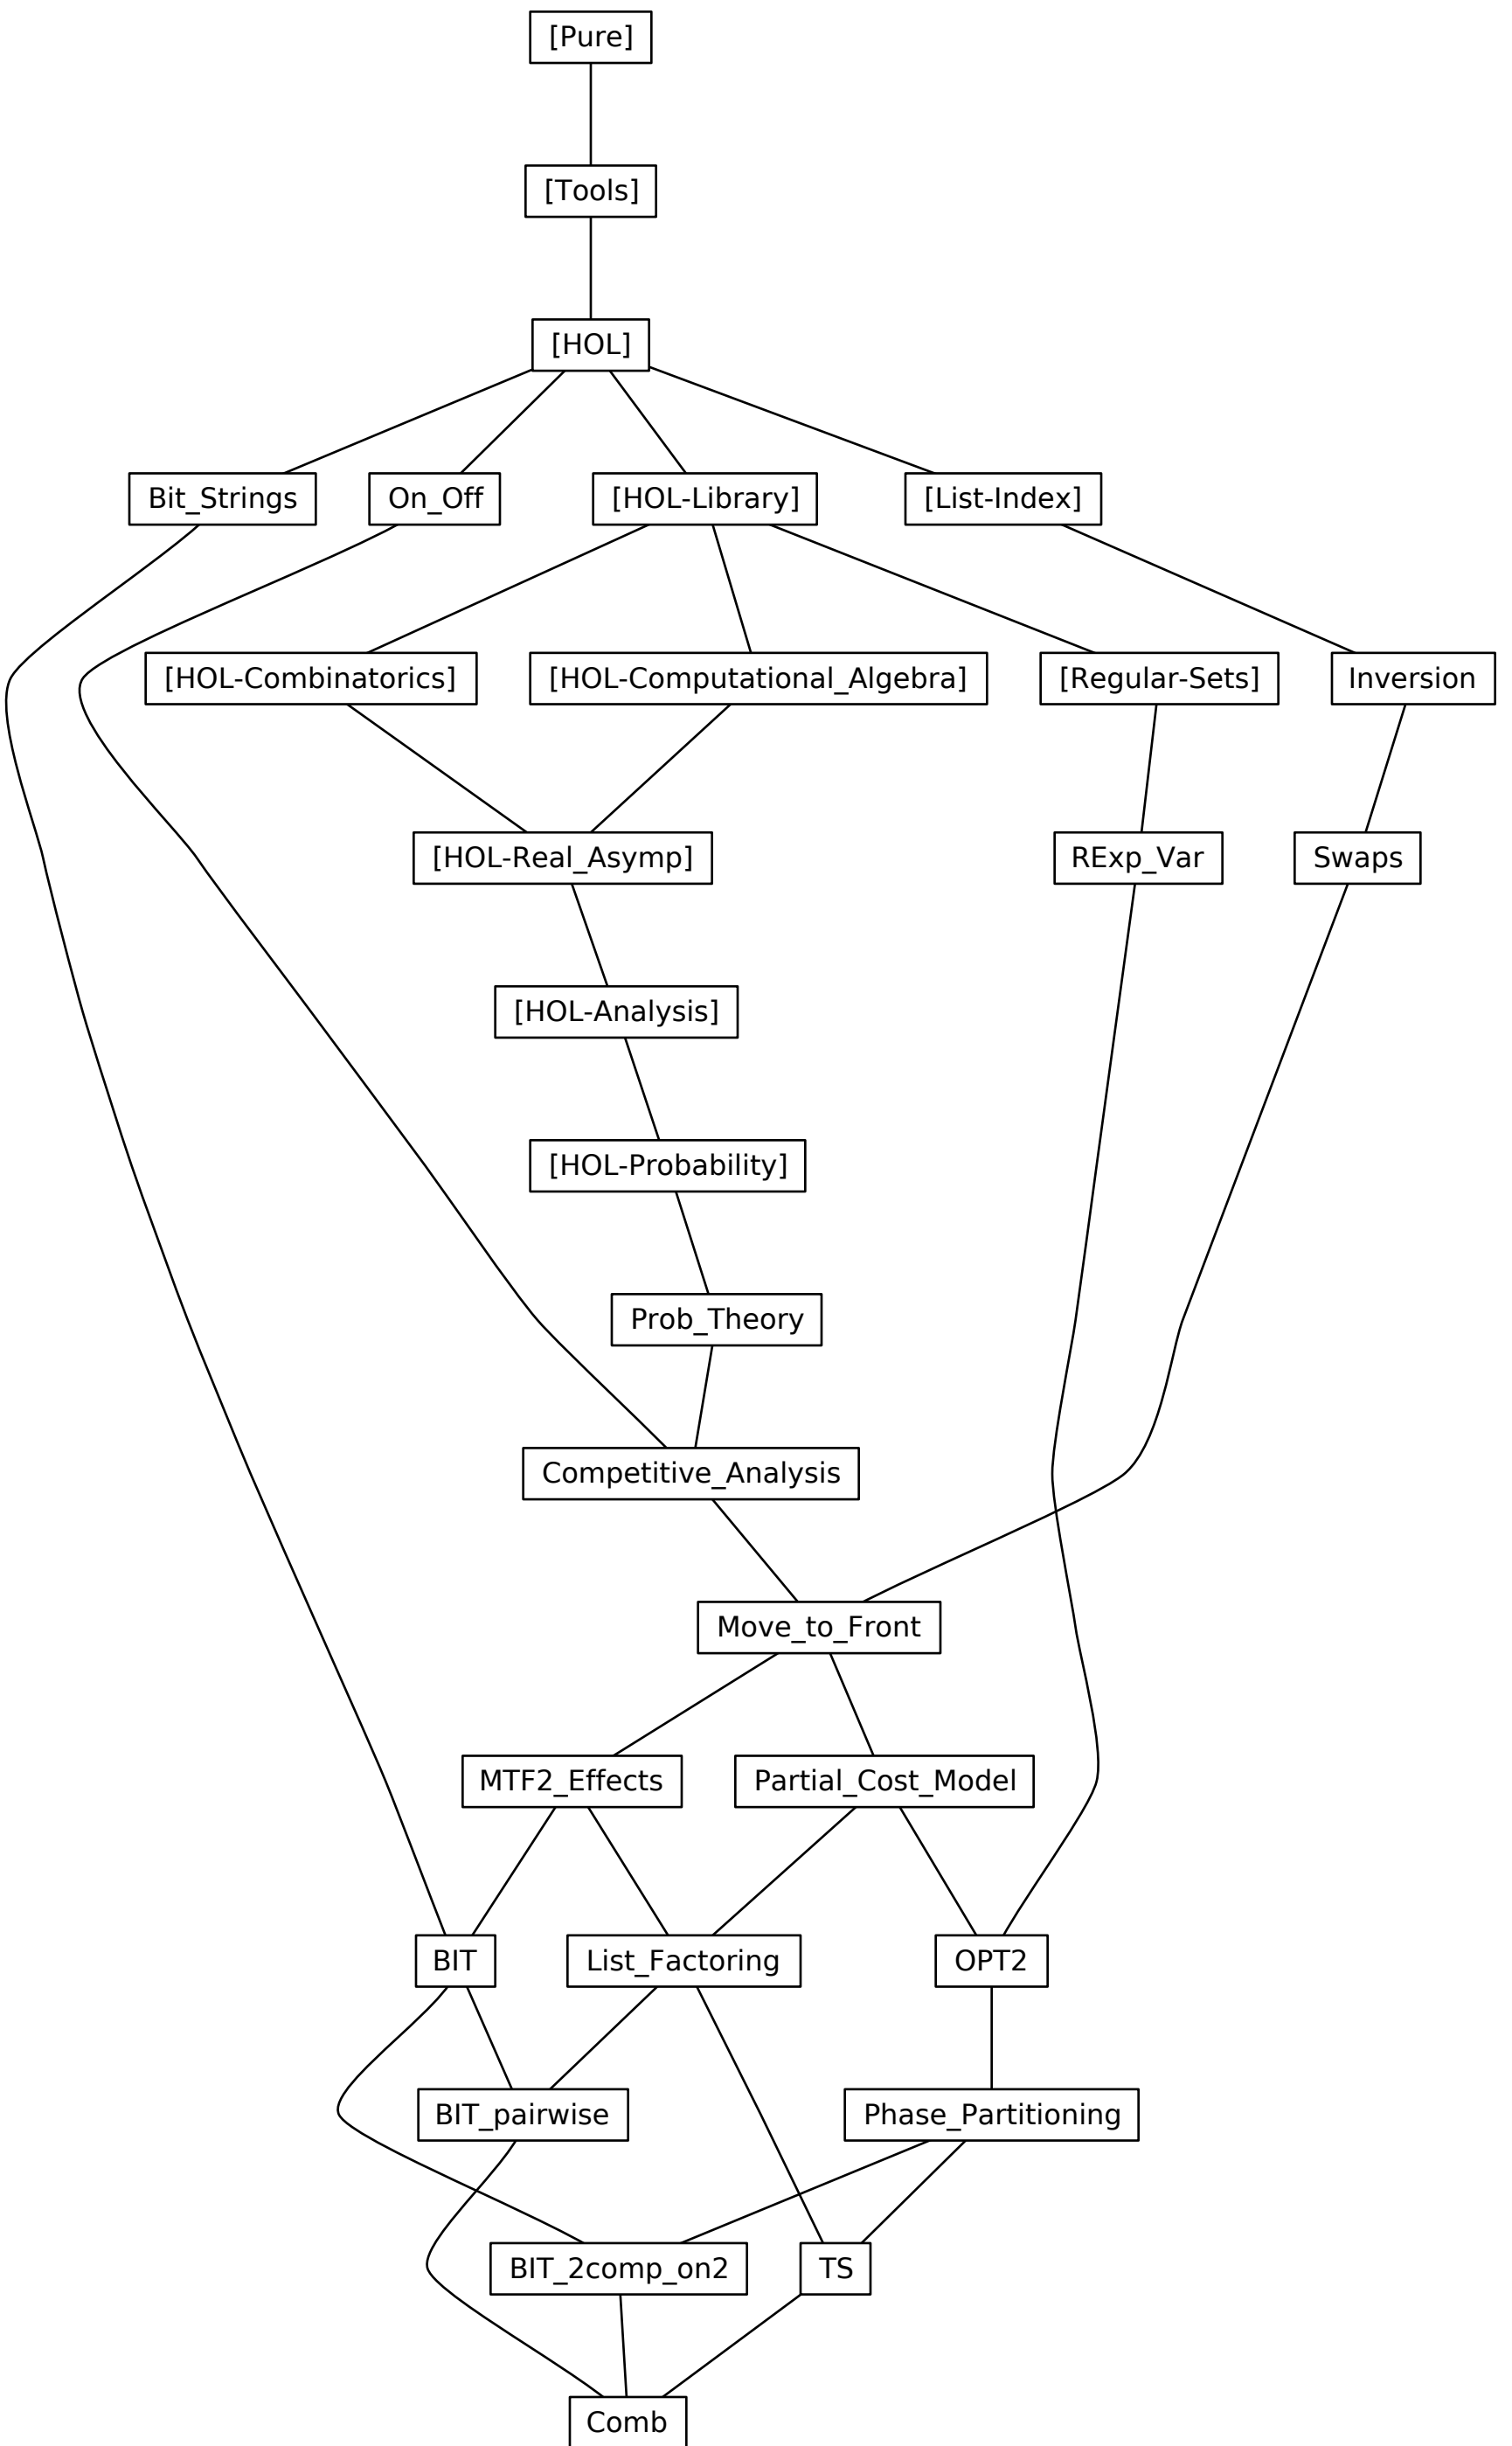 [Pure]
[Tools]
[HOL]
Bit_Strings
On_Off
[HOL-Library]
[List-Index]
[HOL-Combinatorics]
[HOL-Computational_Algebra]
[Regular-Sets]
Inversion
[HOL-Real_Asymp]
RExp_Var
Swaps
[HOL-Analysis]
[HOL-Probability]
Prob_Theory
Competitive_Analysis
Move_to_Front
MTF2_Effects
Partial_Cost_Model
BIT
List_Factoring
OPT2
BIT_pairwise
Phase_Partitioning
BIT_2comp_on2
TS
Comb